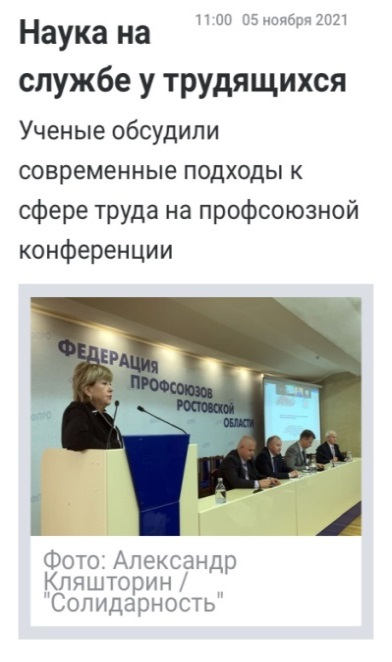 11:00 05 ноября 2021
Наука на
службе у трудящихся
Ученые обсудили
современные подходы к
сфере труда на профсоюзной
конференции
ФЕДЕРАЦИЯ
ПРОФСОЮЗОВ
РОСТОВСКОЙ
ОБЛАСТИ
Фото: Александр
Кляшторин /
"Солидарность"